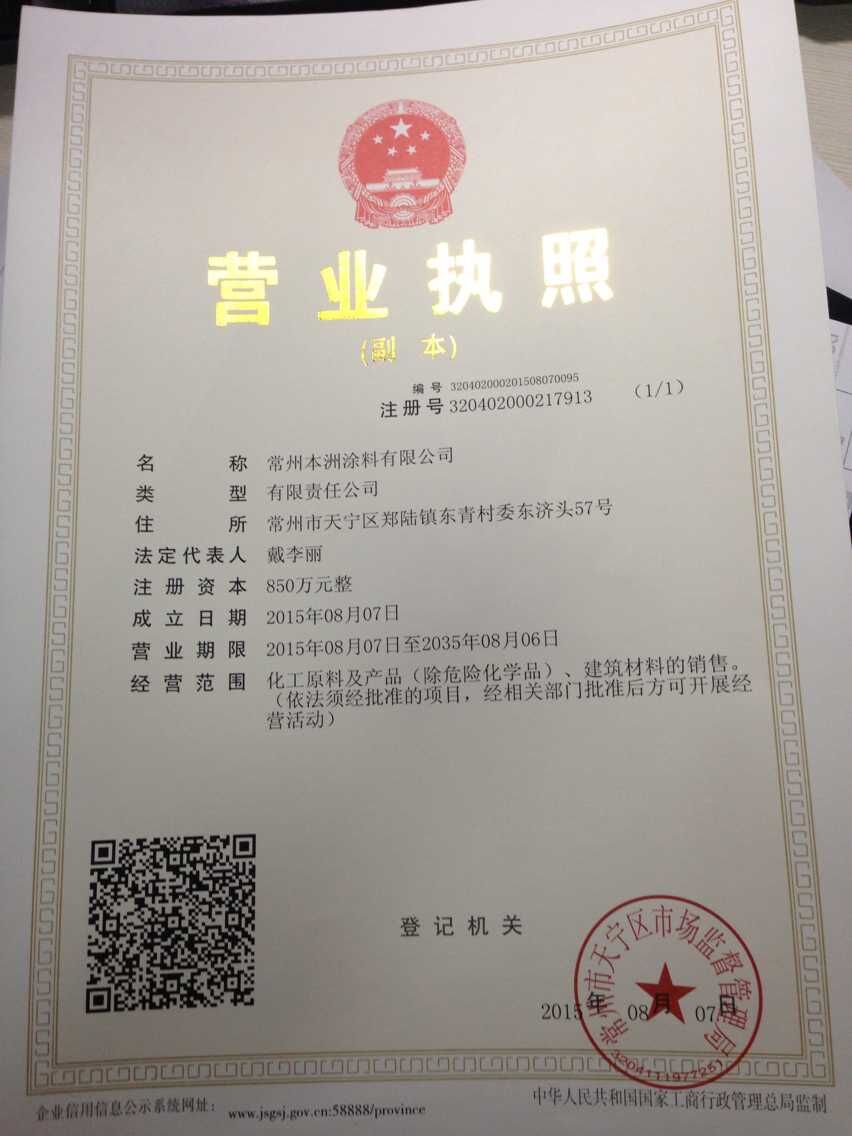 营业执照
(副 本)
编 号 320402000201508070095
注册号 320402000217913 (1/1)
名 称 常州本洲涂料有限公司
类 型 有限责任公司
住 所 常州市天宁区郑陆镇东青村委东济头57号
法定代表人 戴李丽
注 册 资 本 850万元整
成 立 日 期 2015年08月07日
营 业 期 限 2015年08月07日至2035年08月06日
经 营 范 围 化工原料及产品（除危险化学品）、建筑材料的销售。
（依法须经批准的项目，经相关部门批准后方可开展经
营活动）
登 记 机 关
常州市天宁区市场监督管理局
2015年 08月 07日
3204111977251
企业信用信息公示系统网址： www.jsgsj.gov.cn:58888/province
中华人民共和国国家工商行政管理总局监制